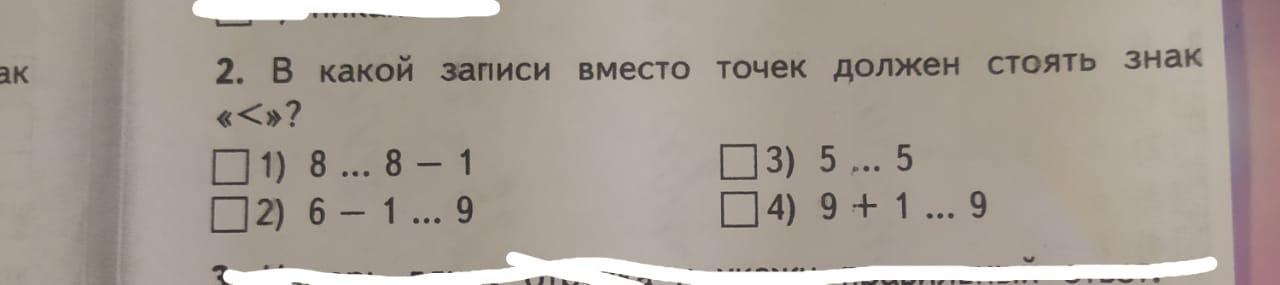 ак
2. В какой записи вместо точек должен стоять знак
«<»?
1) 8 ... 8 – 1
3) 5 ... 5
2) 6 – 1 ... 9
4) 9 + 1 ... 9